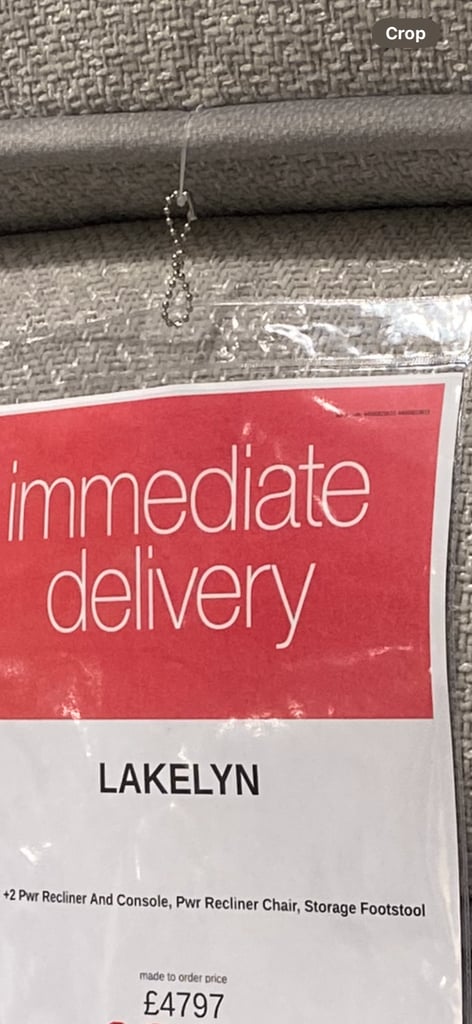 Crop
immediate
delivery
LAKELYN
+2 Pwr Recliner And Console, Pwr Recliner Chair, Storage Footstool
made to order price
£4797